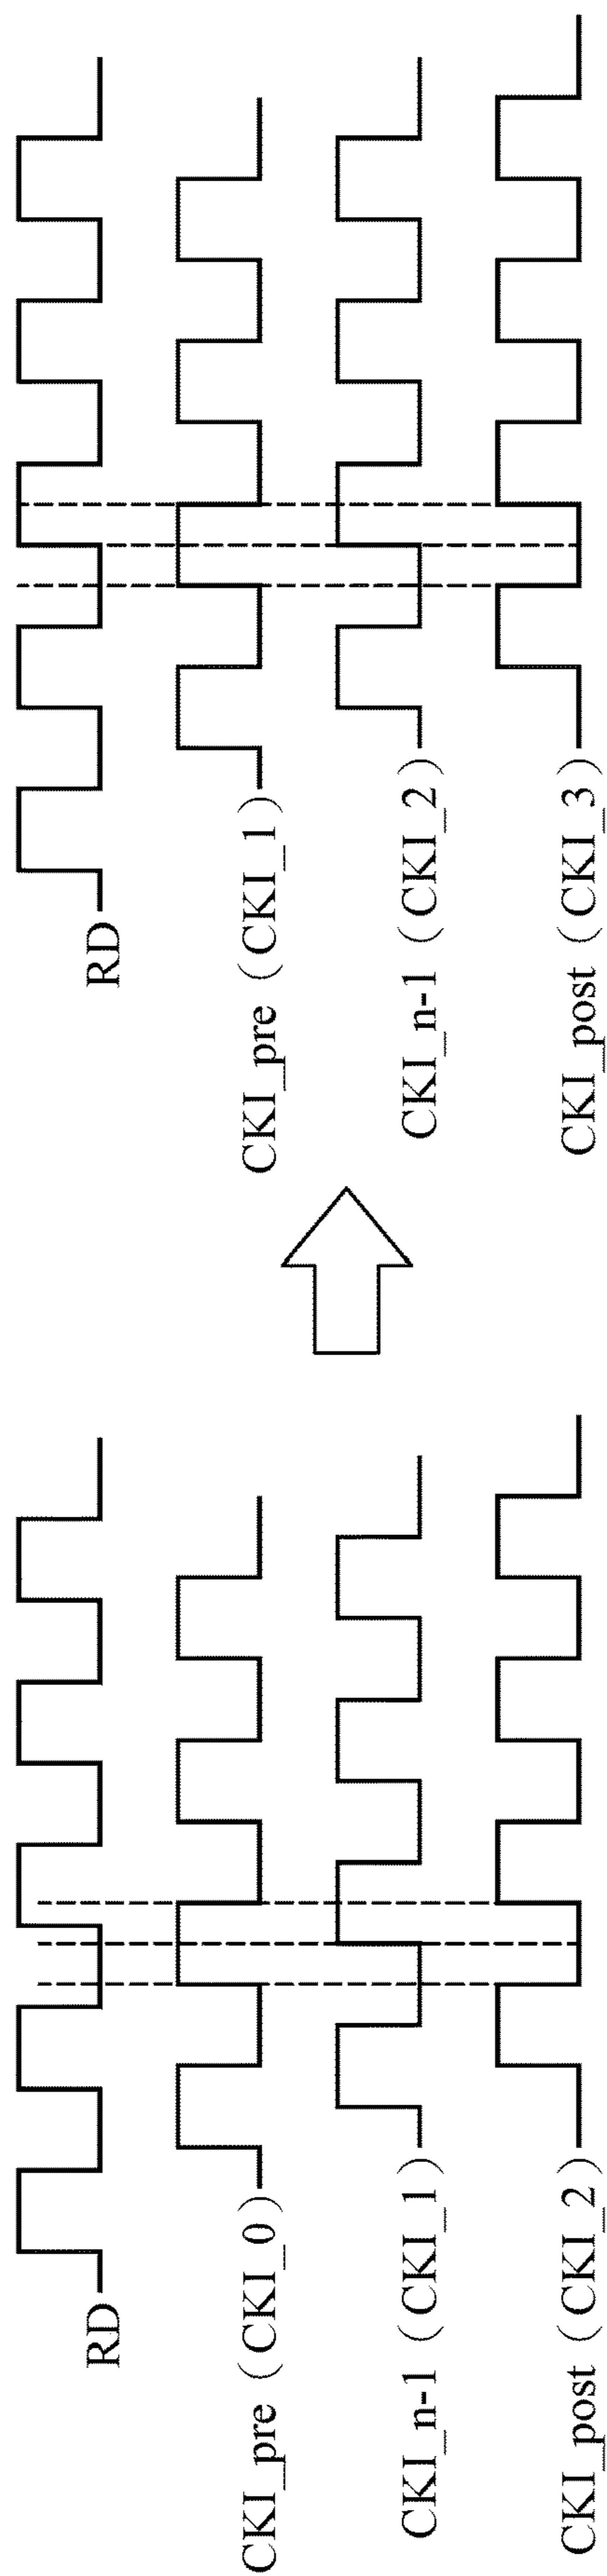 RD
CKI_pre（CKI_0）
CKI_n-1（CKI_1）
CKI_post（CKI_2）
RD
CKI_pre（CKI_1）
CKI_n-1（CKI_2）
CKI_post（CKI_3）